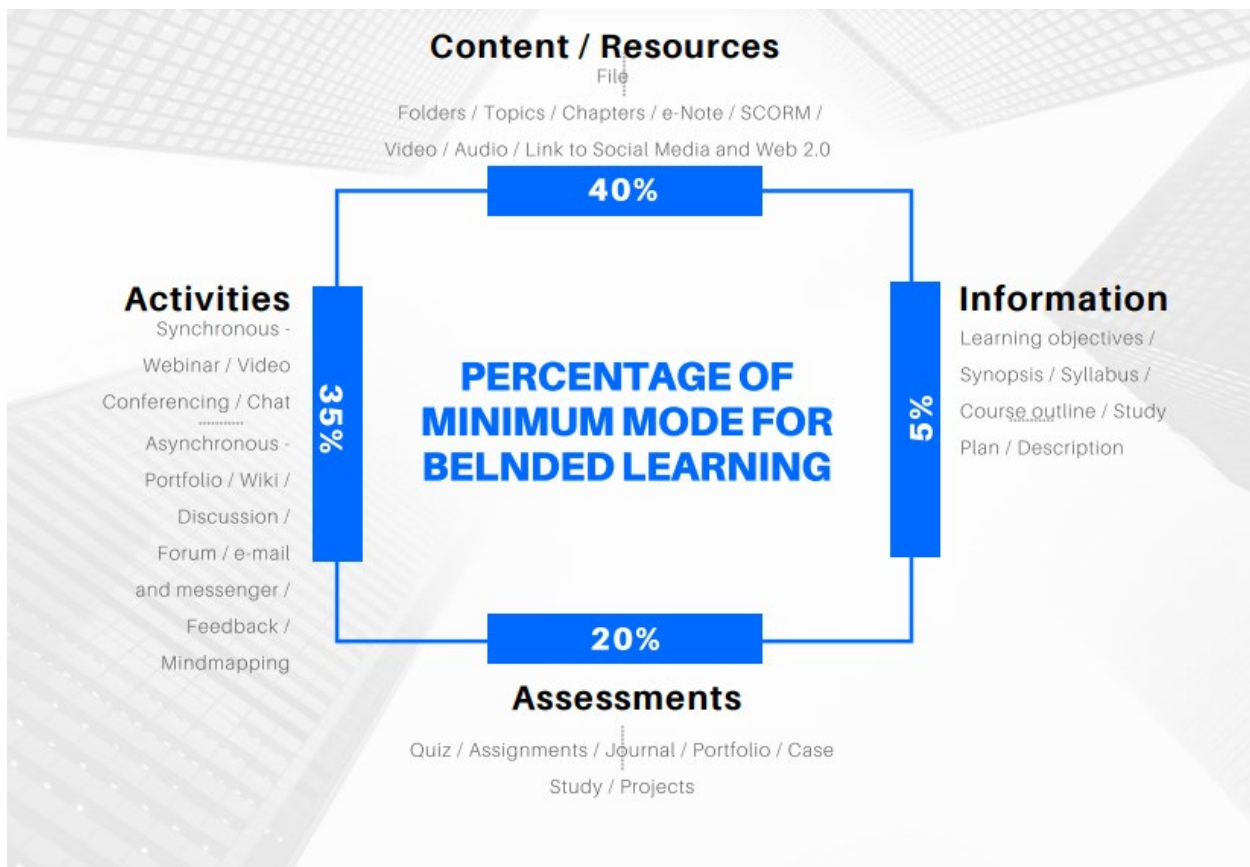 Content / Resources
File
Folders / Topics / Chapters / e-Note / SCORM /
Video / Audio / Link to Social Media and Web 2.0
40%
Activities
Synchronous -
Webinar / Video
Conferencing / Chat
Asynchronous -
Portfolio / Wiki /
Discussion /
Forum / e-mail
and messenger /
Feedback /
Mindmapping
35%
PERCENTAGE OF
MINIMUM MODE FOR
BELNDED LEARNING
5%
Information
Learning objectives /
Synopsis / Syllabus /
Course outline / Study
Plan / Description
20%
Assessments
Quiz / Assignments / Journal / Portfolio / Case
Study / Projects